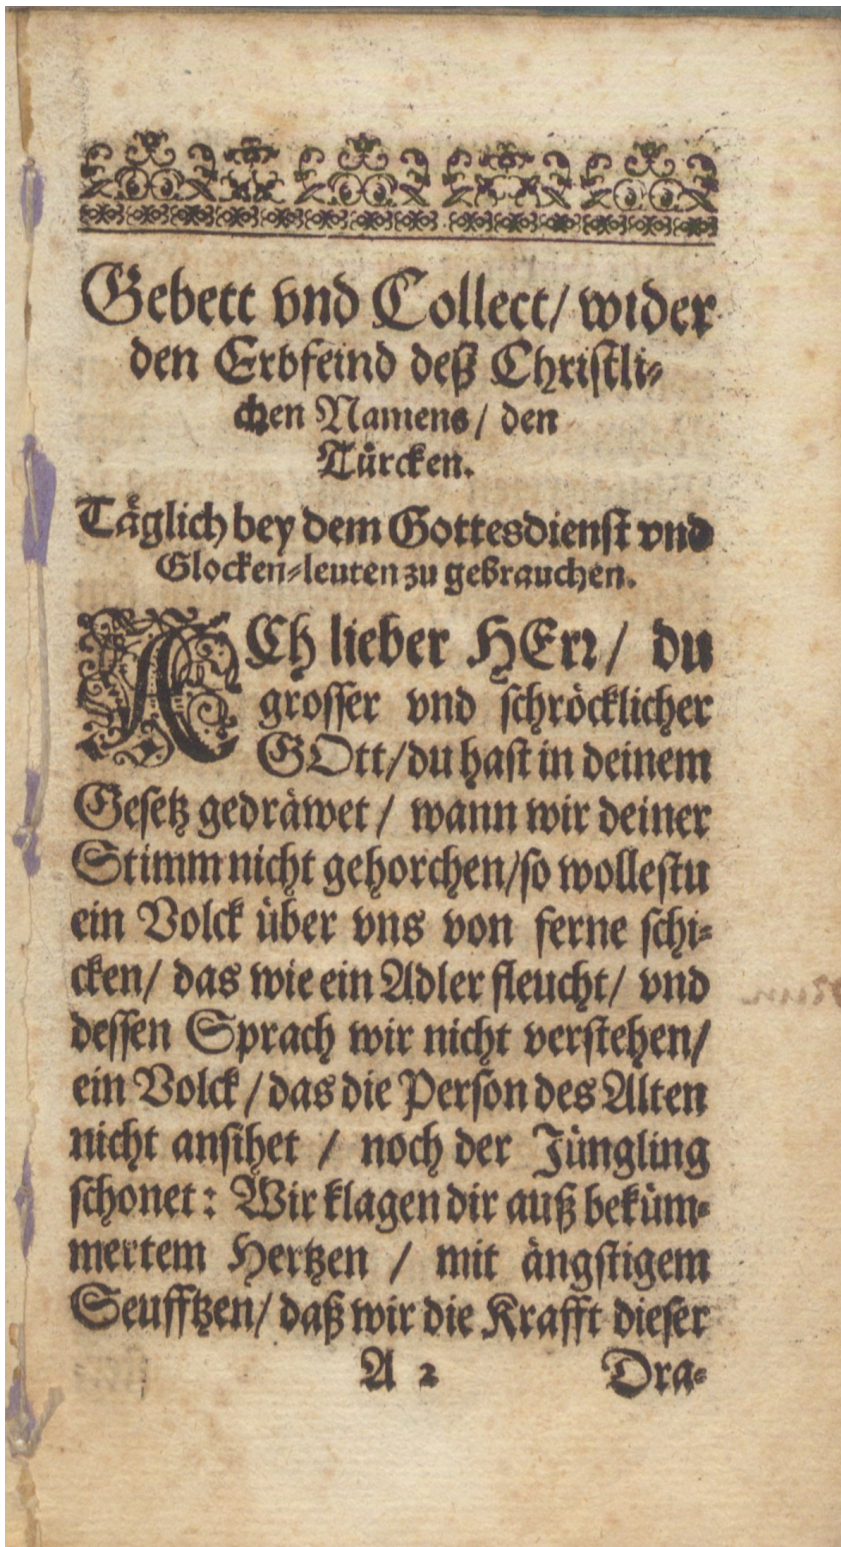 Gebett vnd Collect/ wider
den Erbfeind deß Christli⸗
chen Namens/ den
Türcken.
Täglich bey dem Gottesdienst vnd
Glocken⸗leuten zu gebrauchen.
ACh lieber HErr/ du
grosser vnd schröcklicher
GOtt/ du hast in deinem
Gesetz gedräwet/ wann wir deiner
Stimm nicht gehorchen/ so wollestu
ein Volck über vns von ferne schi⸗
cken/ das wie ein Adler fleucht/ vnd
dessen Sprach wir nicht verstehen/
ein Volck/ das die Person des Alten
nicht ansihet/ noch der Jüngling
schonet: Wir klagen dir auß beküm⸗
mertem Hertzen/ mit ängstigem
Seufftzen/ daß wir die Krafft dieser
A 2 Dra⸗